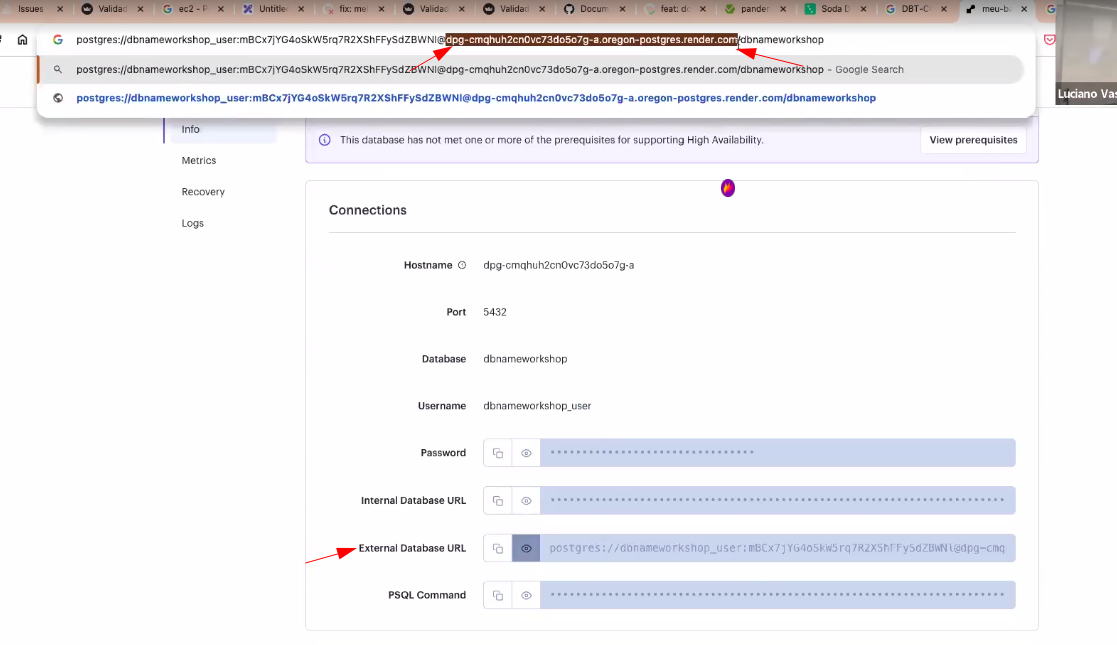 Issues
Validad
ec2 - P
Untitle
fix: mel
Validad
Validad
Docum
feat: do
pander
Soda D
DBT-C
meu-ba
postgres://dbnameworkshop_user:mBCx7jYG4oSkW5rq7R2XShFFySdZBWNl@dpg-cmqhuh2cn0vc73do5o7g-a.oregon-postgres.render.com/dbnameworkshop
postgres://dbnameworkshop_user:mBCx7jYG4oSkW5rq7R2XShFFySdZBWNl@dpg-cmqhuh2cn0vc73do5o7g-a.oregon-postgres.render.com/dbnameworkshop - Google Search
postgres://dbnameworkshop_user:mBCx7jYG4oSkW5rq7R2XShFFySdZBWNl@dpg-cmqhuh2cn0vc73do5o7g-a.oregon-postgres.render.com/dbnameworkshop
Luciano Vas
Info
Metrics
Recovery
Logs
This database has not met one or more of the prerequisites for supporting High Availability.
View prerequisites
Connections
Hostname dpg-cmqhuh2cn0vc73do5o7g-a
Port 5432
Database dbnameworkshop
Username dbnameworkshop_user
Password
Internal Database URL
External Database URL postgres://dbnameworkshop_user:mBCx7jYG4oSkW5rq7R2XShFFySdZBWNl@dpg-cmq
PSQL Command